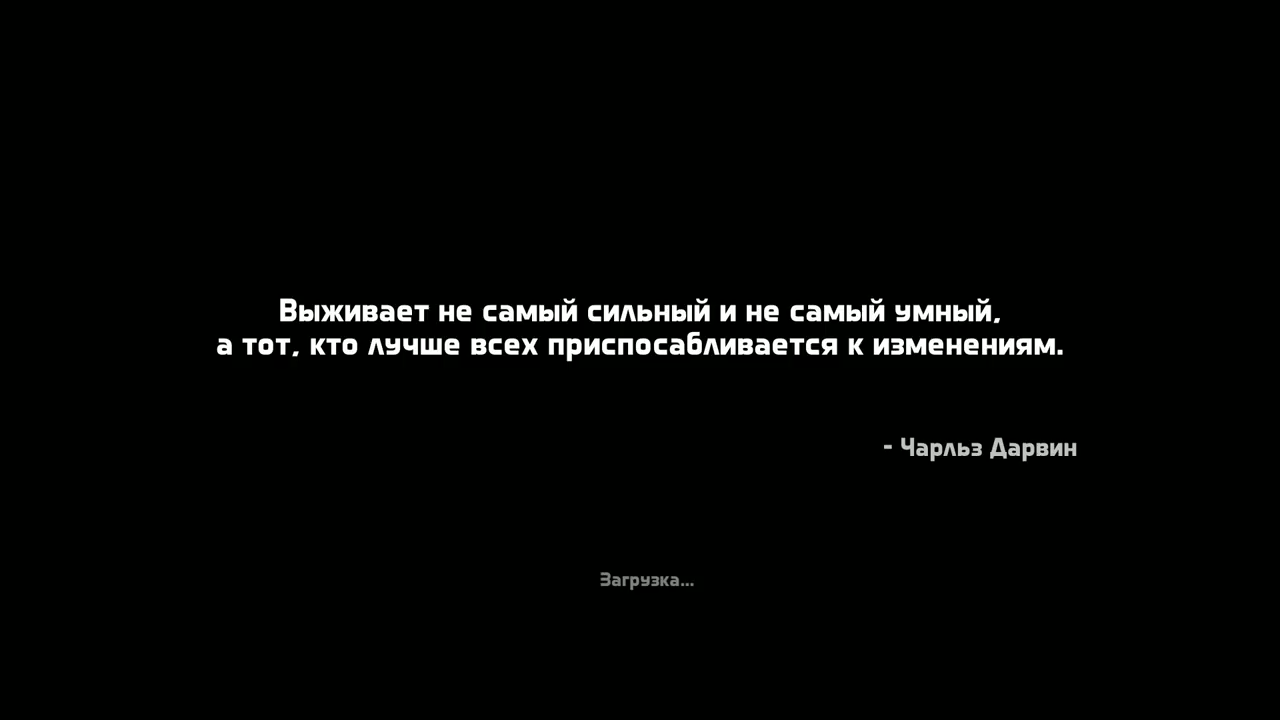 Выживает не самый сильный и не самый умный,
а тот, кто лучше всех приспосабливается к изменениям.
- Чарльз Дарвин
Загрузка...